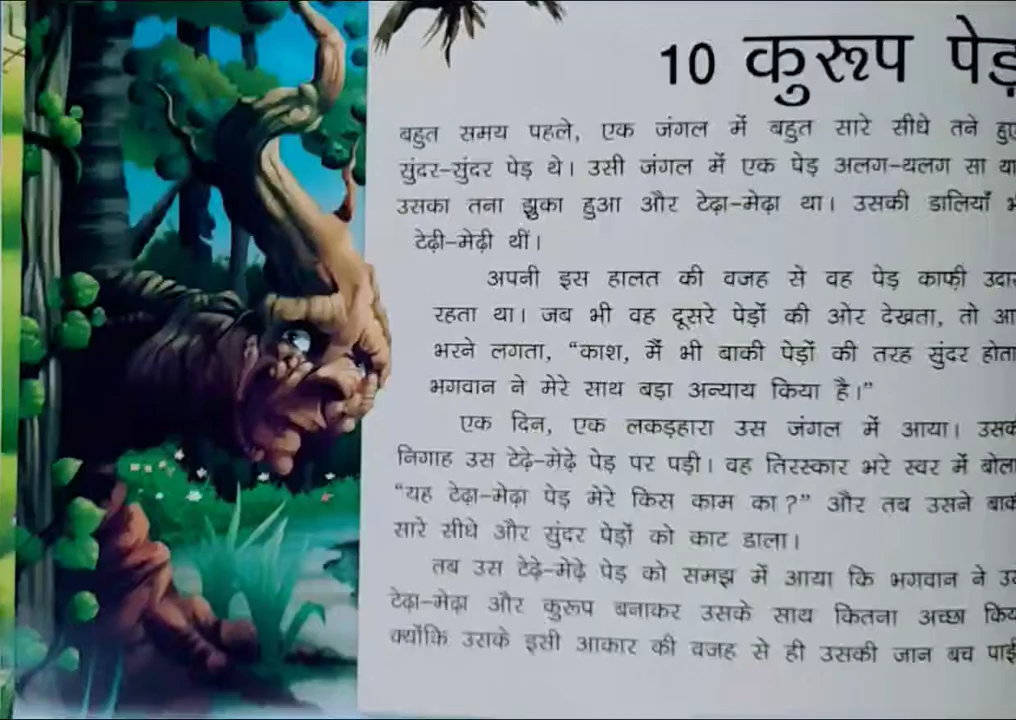 10 कुरूप पेड़
बहुत समय पहले, एक जंगल में बहुत सारे सीधे तने हुए
सुंदर-सुंदर पेड़ थे। उसी जंगल में एक पेड़ अलग-थलग सा
उसका तना झुका हुआ और टेढ़ा-मेढ़ा था। उसकी डालियाँ
टेढ़ी-मेढ़ी थीं।
अपनी इस हालत की वजह से वह पेड़ काफ़ी
रहता था। जब भी वह दूसरे पेड़ों की ओर देखता, तो
भरने लगता, “काश, मैं भी बाकी पेड़ों की तरह सुंदर होता
भगवान ने मेरे साथ बड़ा अन्याय किया है।”
एक दिन, एक लकड़हारा उस जंगल में आया।
निगाह उस टेढ़े-मेढ़े पेड़ पर पड़ी। वह तिरस्कार भरे स्वर में बोला
“यह टेढ़ा-मेढ़ा पेड़ मेरे किस काम का?” और तब उसने
सारे सीधे और सुंदर पेड़ों को काट डाला।
तब उस टेढ़े-मेढ़े पेड़ को समझ में आया कि भगवान ने
टेढ़ा-मेढ़ा और कुरूप बनाकर उसके साथ कितना अच्छा
क्योंकि उसके इसी आकार की वजह से ही उसकी जान बच पाई